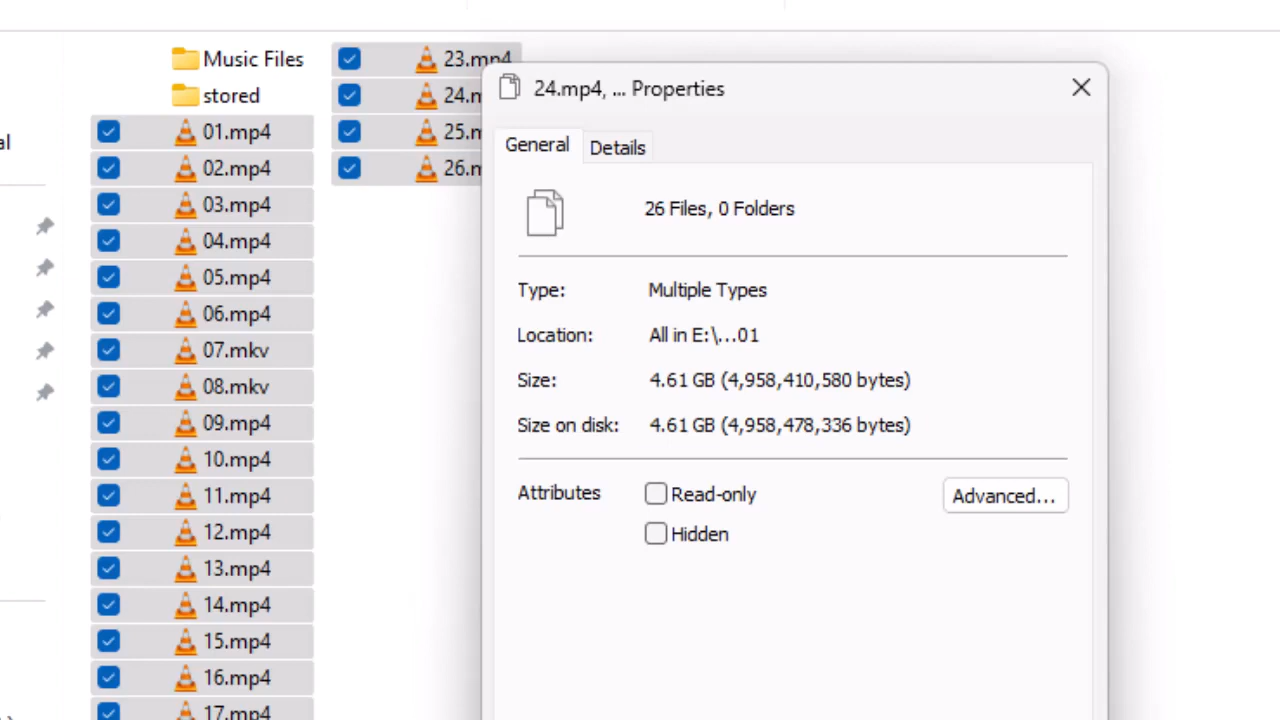 Music Files
stored
01.mp4
02.mp4
03.mp4
04.mp4
05.mp4
06.mp4
07.mkv
08.mkv
09.mp4
10.mp4
11.mp4
12.mp4
13.mp4
14.mp4
15.mp4
16.mp4
17.mp4
23.mp4
24.m
25.m
26.m
24.mp4, ... Properties
General
Details
26 Files, 0 Folders
Type: Multiple Types
Location: All in E:\...01
Size: 4.61 GB (4,958,410,580 bytes)
Size on disk: 4.61 GB (4,958,478,336 bytes)
Attributes Read-only Advanced...
Hidden